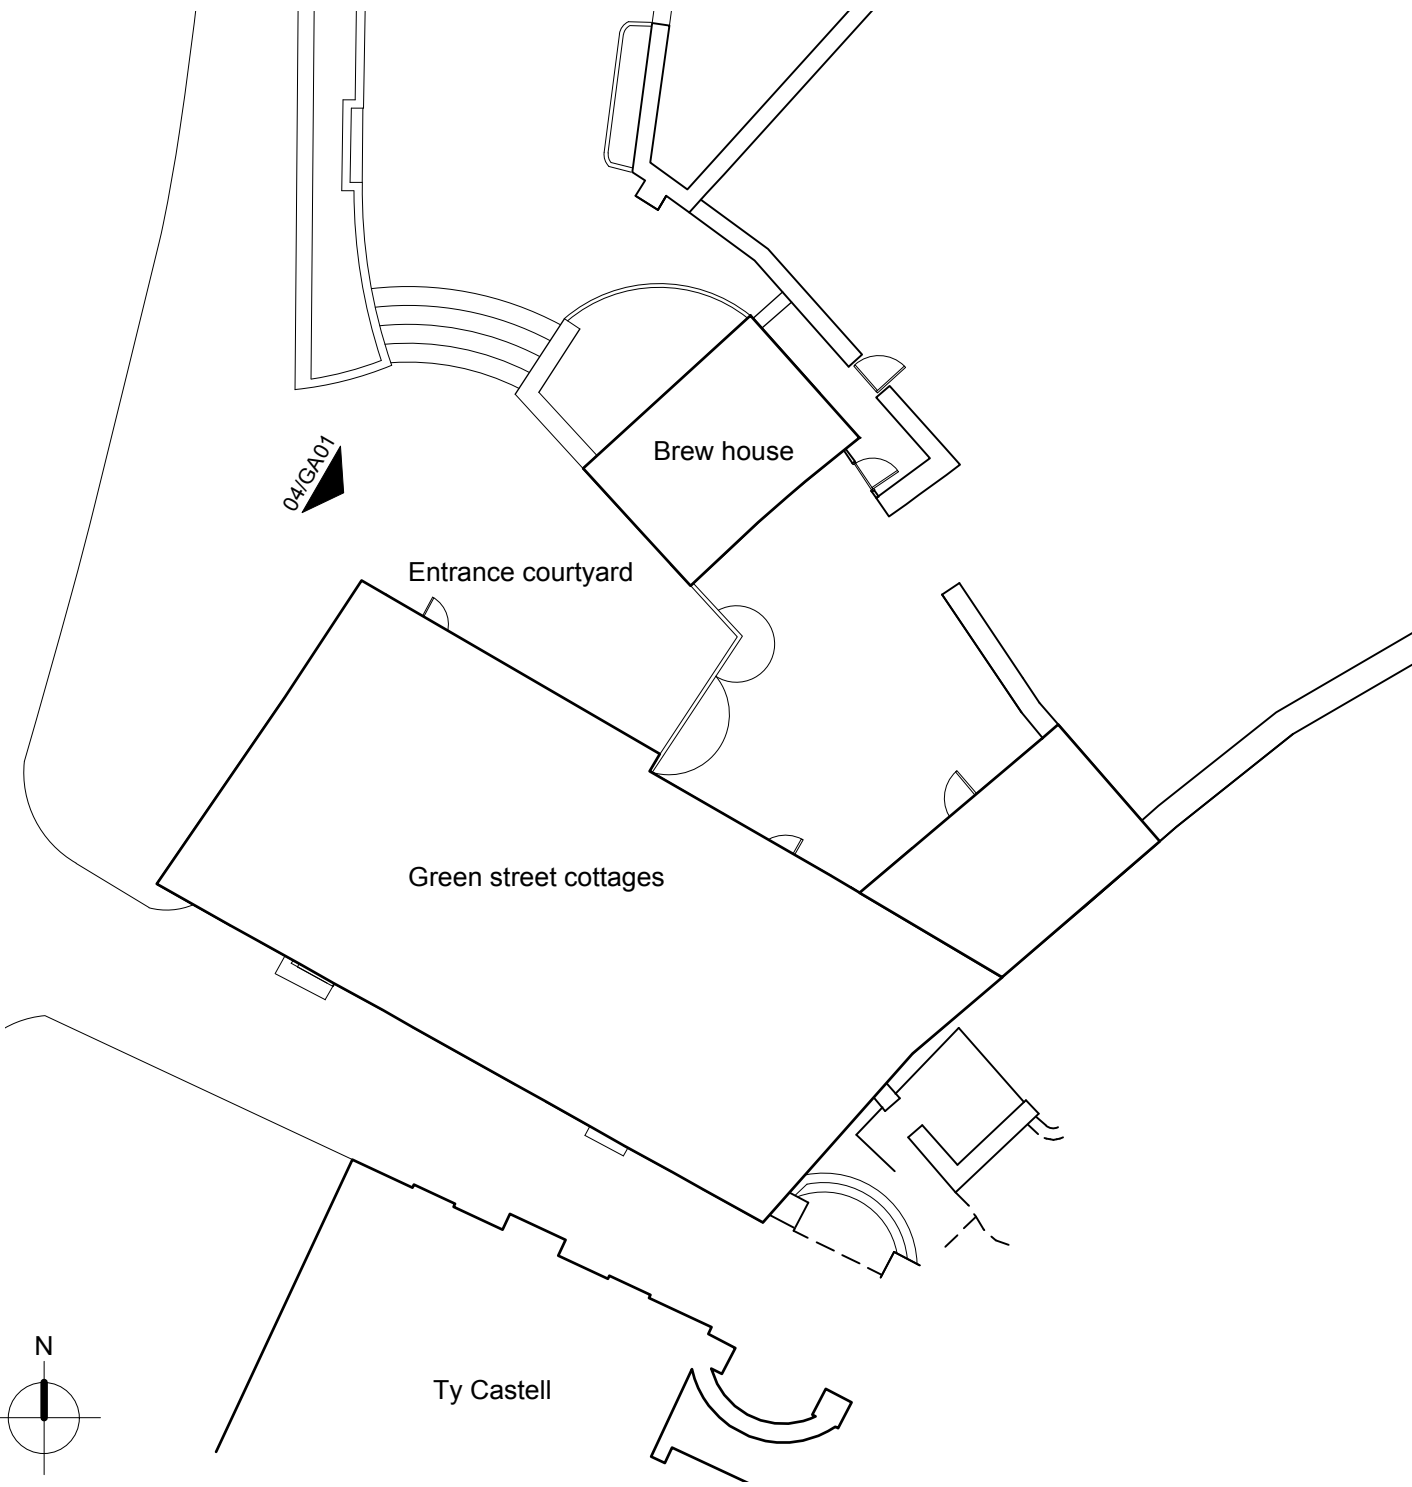 Brew house
04/GA01
Entrance courtyard
Green street cottages
N
Ty Castell